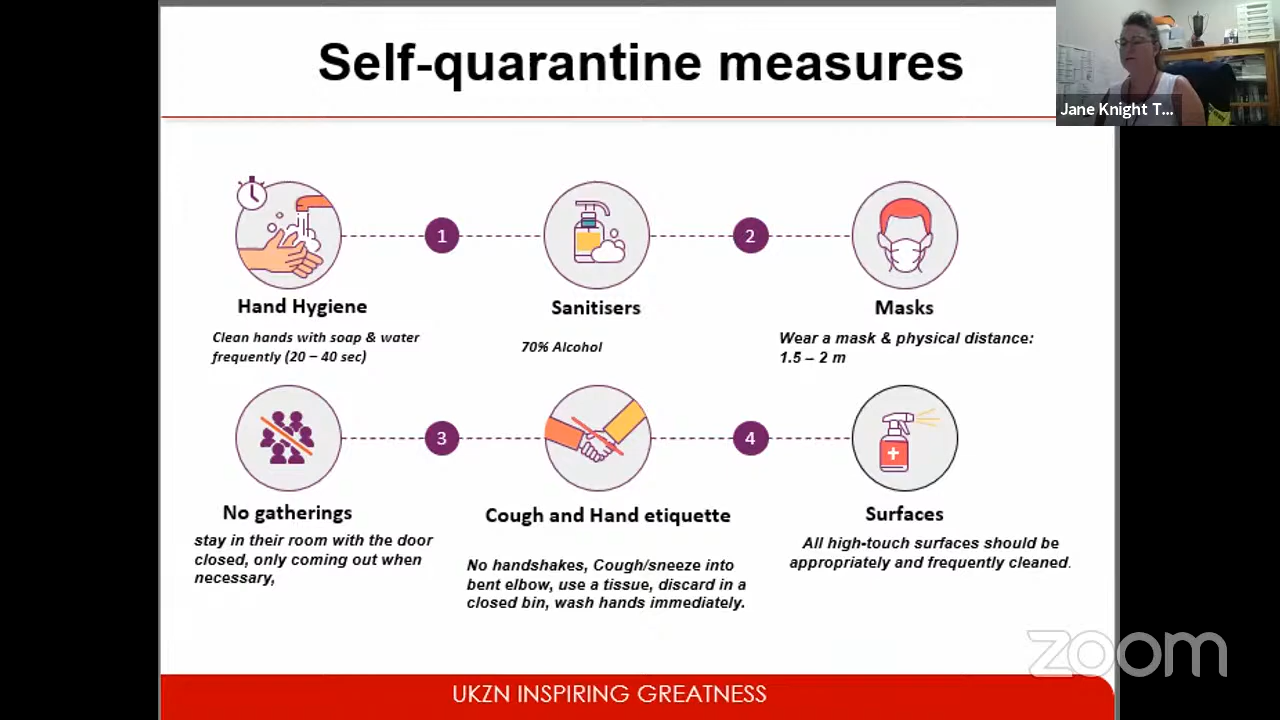 Self-quarantine measures
Jane Knight T...
1
2
Hand Hygiene
Sanitisers
Masks
Clean hands with soap & water
frequently (20 – 40 sec)
70% Alcohol
Wear a mask & physical distance:
1.5 – 2 m
3
4
No gatherings
stay in their room with the door
closed, only coming out when
necessary,
Cough and Hand etiquette
No handshakes, Cough/sneeze into
bent elbow, use a tissue, discard in a
closed bin, wash hands immediately.
Surfaces
All high-touch surfaces should be
appropriately and frequently cleaned.
zoom
UKZN INSPIRING GREATNESS